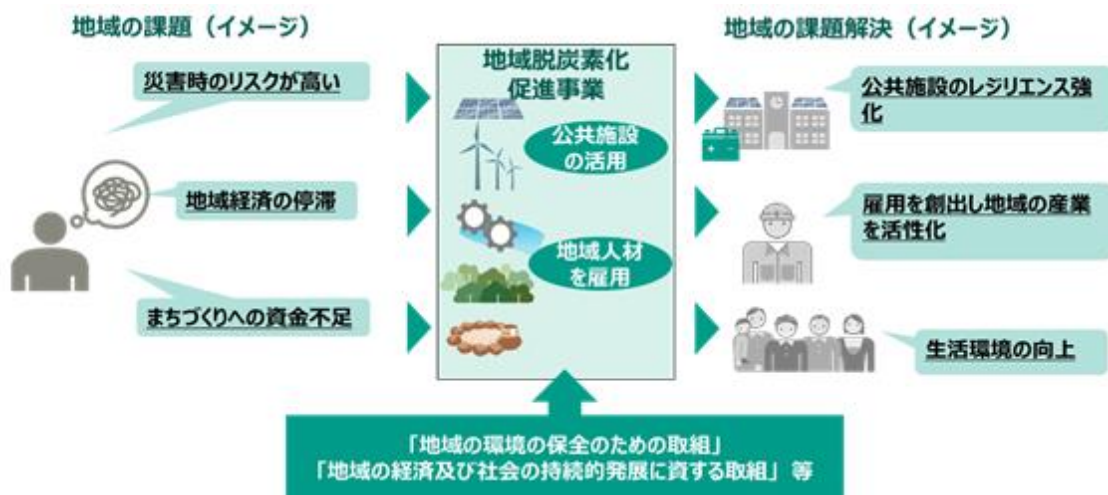 地域の課題（イメージ）
災害時のリスクが高い
地域経済の停滞
まちづくりへの資金不足
地域脱炭素化
促進事業
公共施設
の活用
地域人材
を雇用
地域の課題解決（イメージ）
公共施設のレジリエンス強
化
雇用を創出し地域の産業
を活性化
生活環境の向上
「地域の環境の保全のための取組」
「地域の経済及び社会の持続的発展に資する取組」等